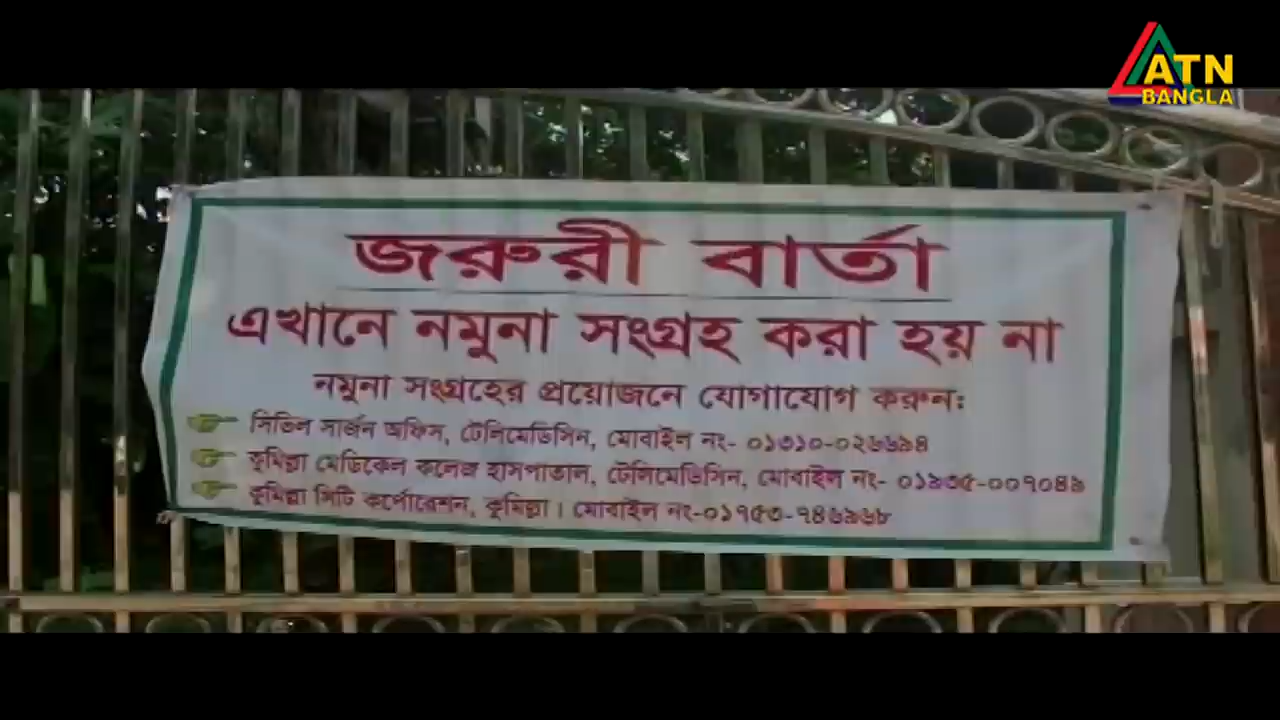 ATN
BANGLA
জরুরী বার্তা
এখানে নমুনা সংগ্রহ করা হয় না
নমুনা সংগ্রহের প্রয়োজনে যোগাযোগ করুন:
সিভিল সার্জন অফিস, টেলিমেডিসিন, মোবাইল নং- ০১৩১০-০২৬৬৯৪
কুমিল্লা মেডিকেল কলেজ হাসপাতাল, টেলিমেডিসিন, মোবাইল নং- ০১৯৩৫-০০৭০৪৯
কুমিল্লা সিটি কর্পোরেশন, কুমিল্লা। মোবাইল নং-০১৭৫৩-৭৪৬৯৬৮